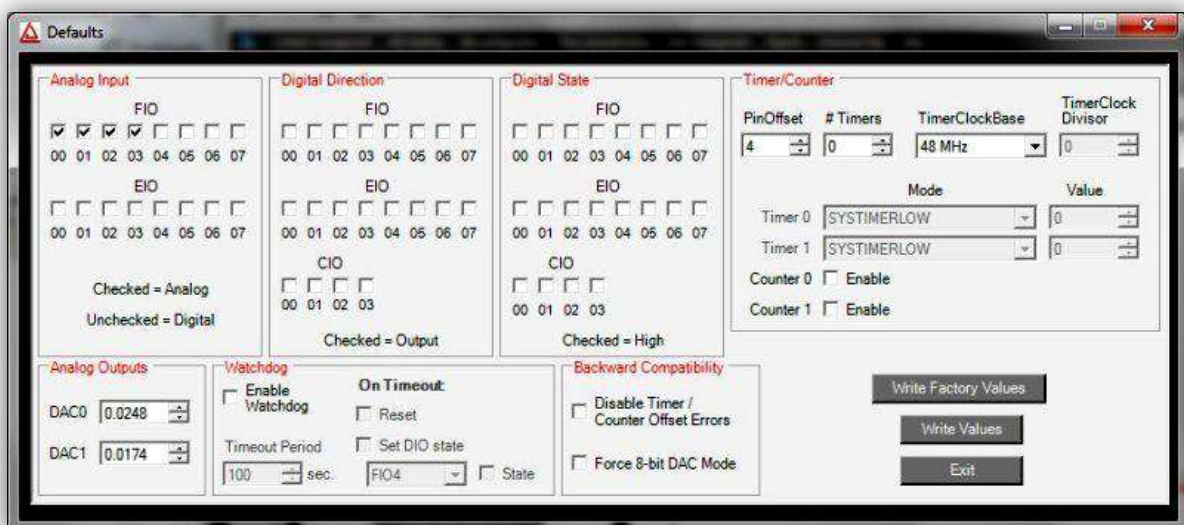 Defaults
Analog Input
FIO
00 01 02 03 04 05 06 07
EIO
00 01 02 03 04 05 06 07
Checked = Analog
Unchecked = Digital
Digital Direction
FIO
00 01 02 03 04 05 06 07
EIO
00 01 02 03 04 05 06 07
CIO
00 01 02 03
Checked = Output
Digital State
FIO
00 01 02 03 04 05 06 07
EIO
00 01 02 03 04 05 06 07
CIO
00 01 02 03
Checked = High
Timer/Counter
PinOffset # Timers TimerClockBase TimerClock
Divisor
4 0 48 MHz 0
Mode Value
Timer 0 SYSTIMERLOW 0
Timer 1 SYSTIMERLOW 0
Counter 0 Enable
Counter 1 Enable
Analog Outputs
DAC0 0.0248
DAC1 0.0174
Watchdog
Enable
Watchdog
Timeout Period
100 sec.
On Timeout:
Reset
Set DIO state
FIO4 State
Backward Compatibility
Disable Timer /
Counter Offset Errors
Force 8-bit DAC Mode
Write Factory Values
Write Values
Exit